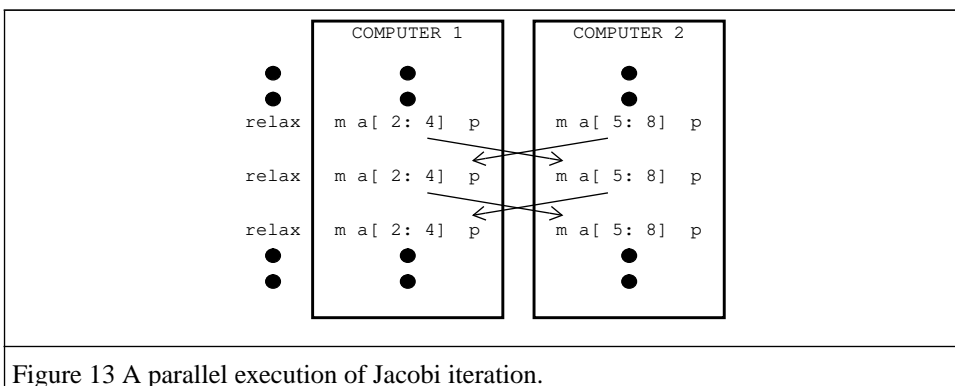 COMPUTER 1 COMPUTER 2
relax m a[ 2: 4] p m a[ 5: 8] p
relax m a[ 2: 4] p m a[ 5: 8] p
relax m a[ 2: 4] p m a[ 5: 8] p
Figure 13 A parallel execution of Jacobi iteration.